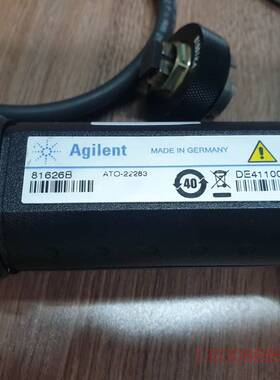 Agilent
MADE IN GERMANY
81626B
ATO-22283
40
DE41100